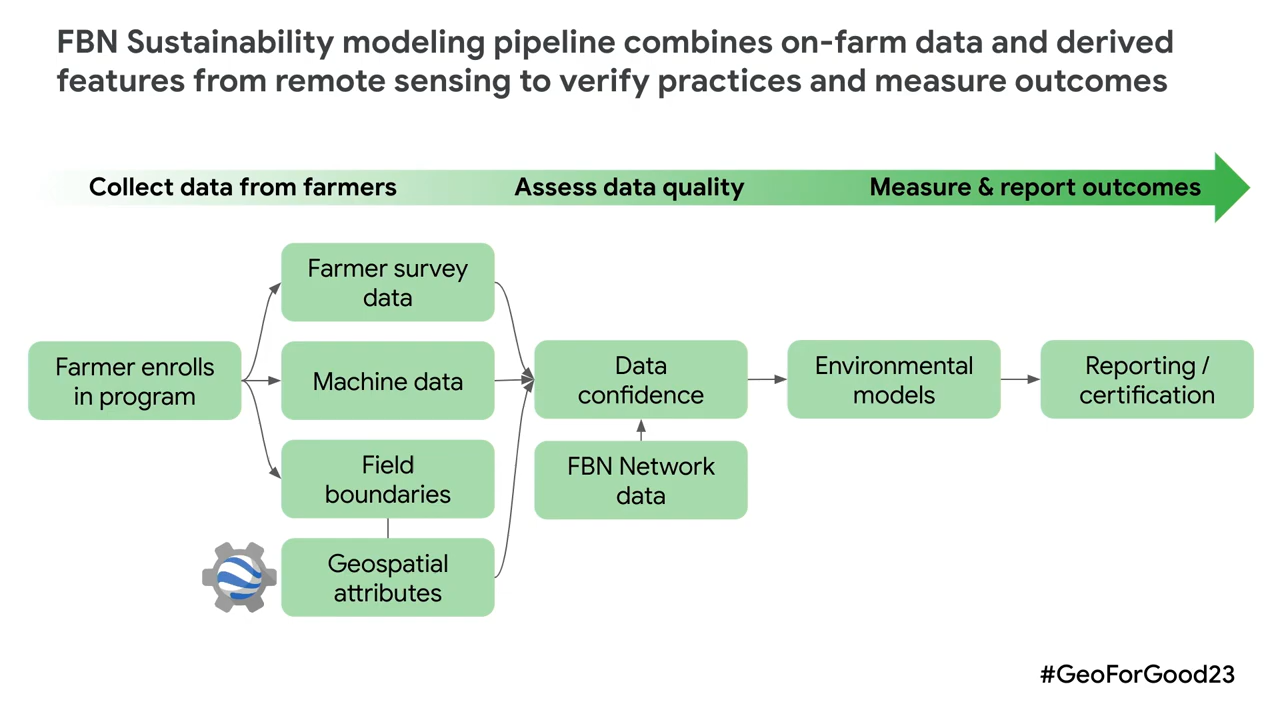 FBN Sustainability modeling pipeline combines on-farm data and derived
features from remote sensing to verify practices and measure outcomes
Collect data from farmers
Assess data quality
Measure & report outcomes
Farmer enrolls
in program
Farmer survey
data
Machine data
Field
boundaries
Geospatial
attributes
Data
confidence
FBN Network
data
Environmental
models
Reporting /
certification
#GeoForGood23